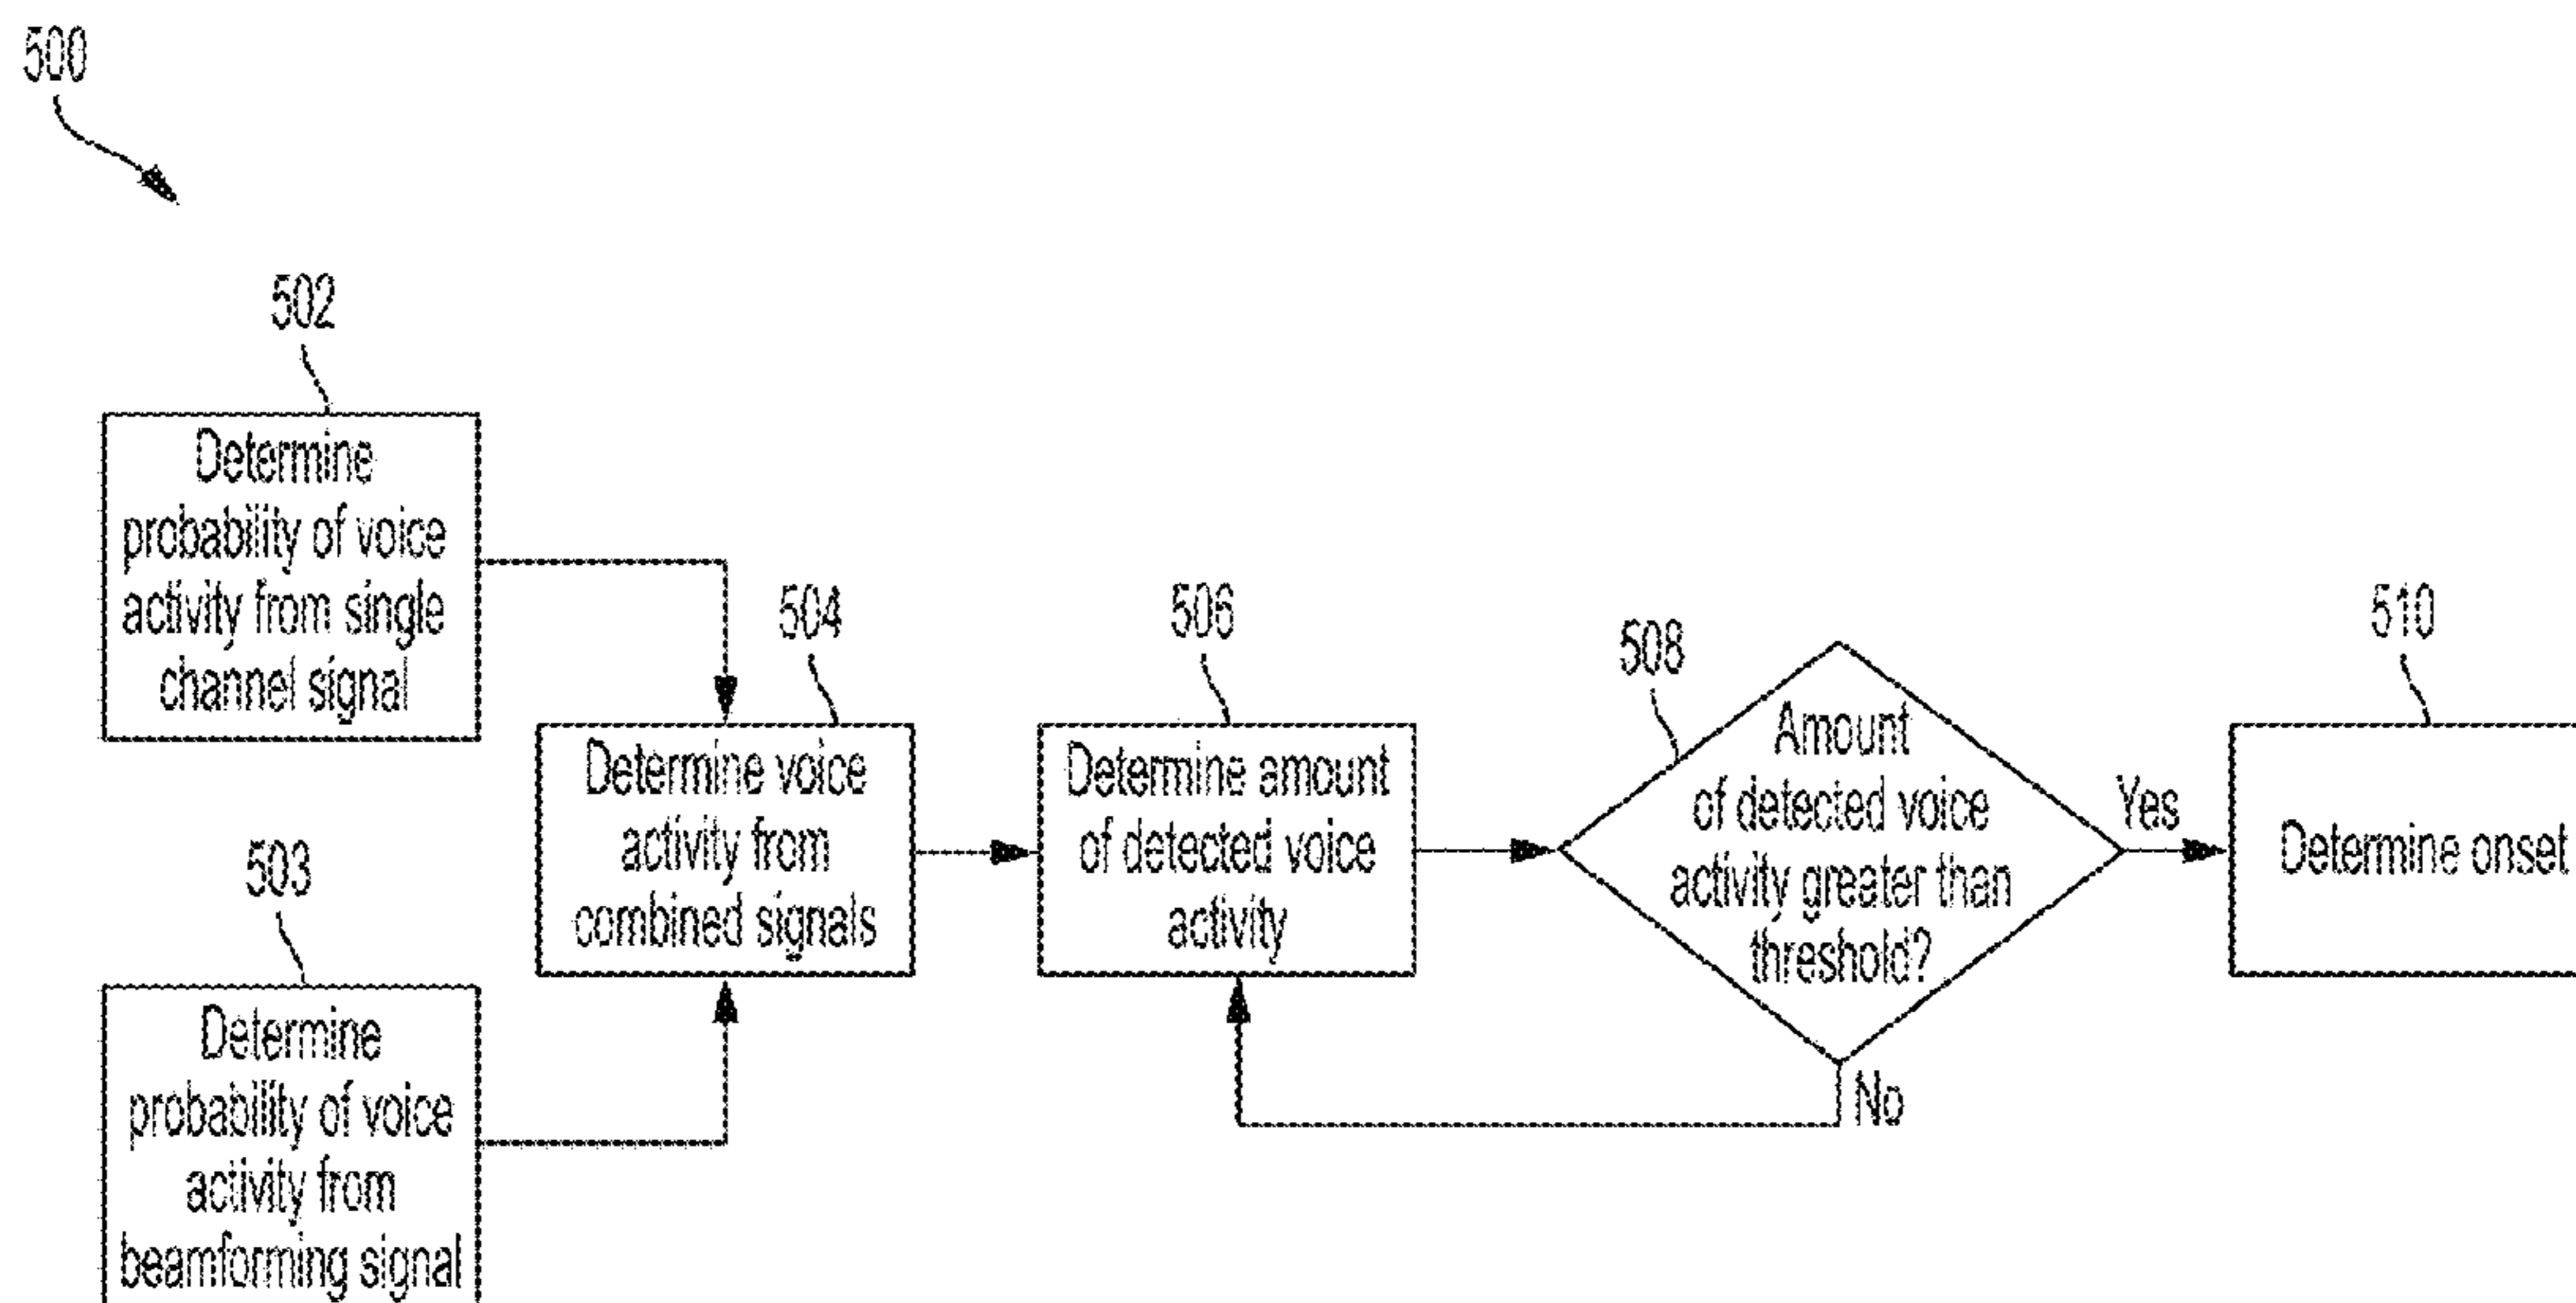 500
502
Determine
probability of voice
activity from single
channel signal
503
Determine
probability of voice
activity from
beamforming signal
504
Determine voice
activity from
combined signals
506
Determine amount
of detected voice
activity
508
Amount
of detected voice
activity greater than
threshold?
Yes
No
510
Determine onset